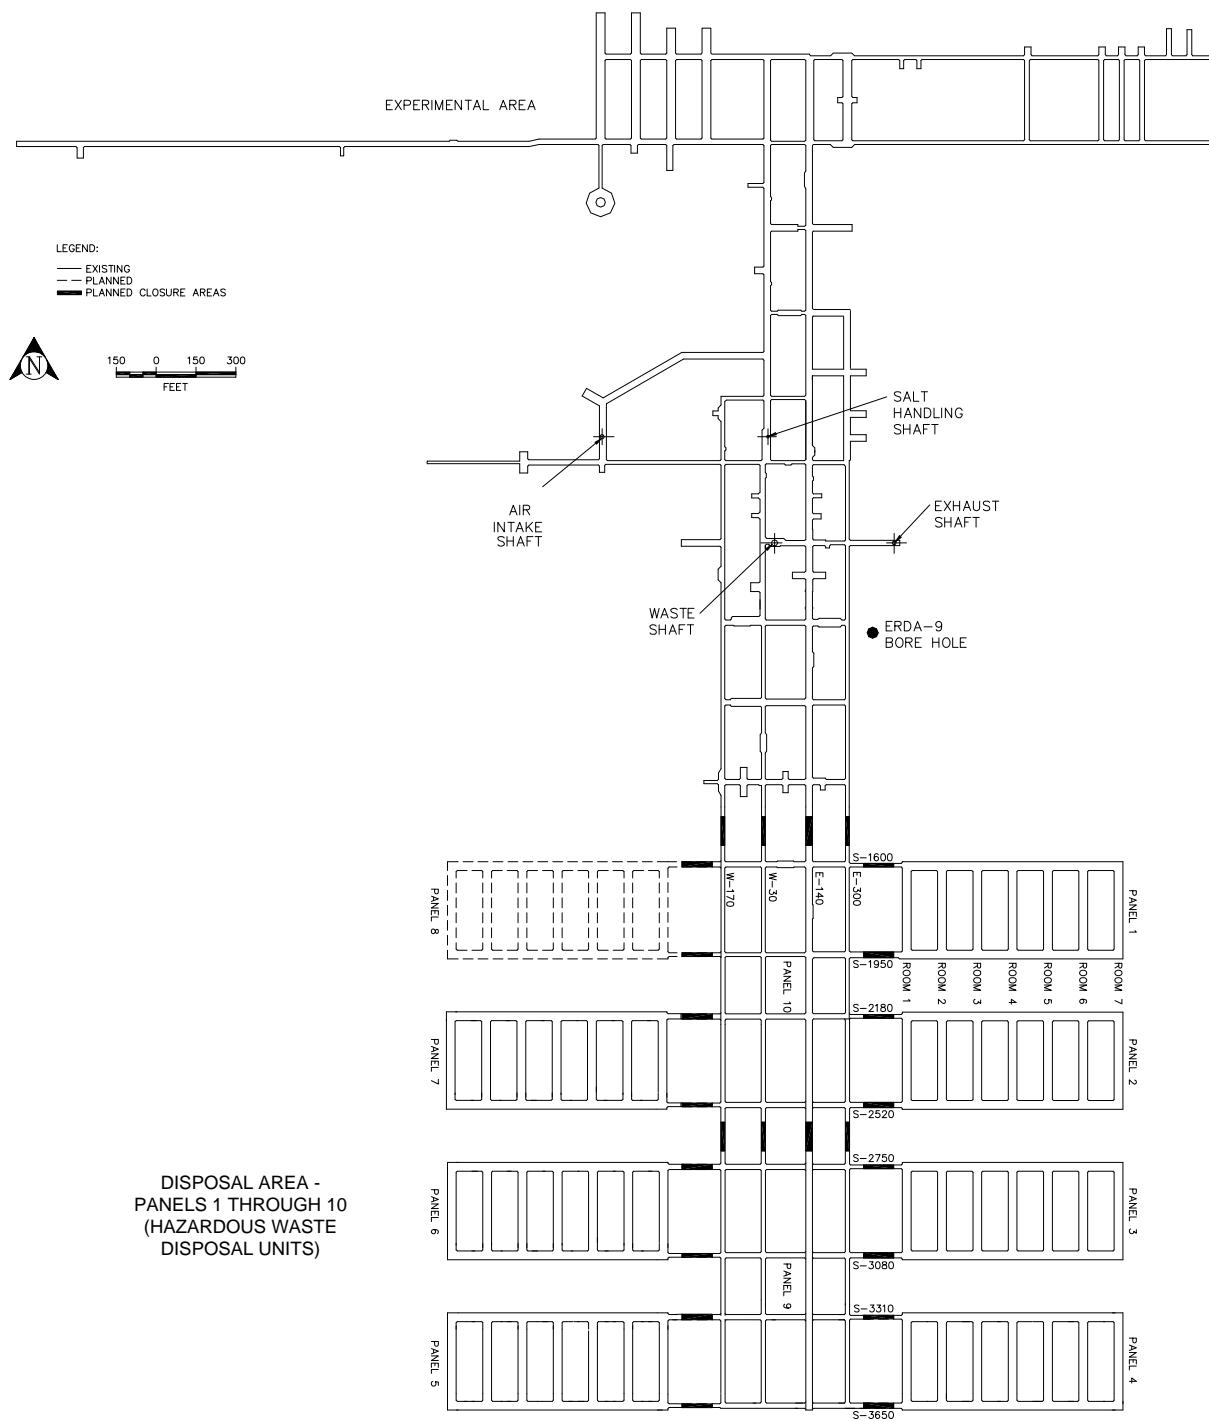 EXPERIMENTAL AREA
LEGEND:
EXISTING
PLANNED
PLANNED CLOSURE AREAS
N
150 0 150 300
FEET
SALT
HANDLING
SHAFT
AIR
INTAKE
SHAFT
EXHAUST
SHAFT
WASTE
SHAFT
ERDA-9
BORE HOLE
S-1600
W-170
W-30
E-140
E-300
PANEL 8
PANEL 1
S-1950
PANEL 10
ROOM 1
ROOM 2
ROOM 3
ROOM 4
ROOM 5
ROOM 6
ROOM 7
S-2180
PANEL 7
PANEL 2
S-2520
S-2750
DISPOSAL AREA -
PANELS 1 THROUGH 10
(HAZARDOUS WASTE
DISPOSAL UNITS)
PANEL 6
PANEL 3
S-3080
PANEL 9
S-3310
PANEL 5
PANEL 4
S-3650